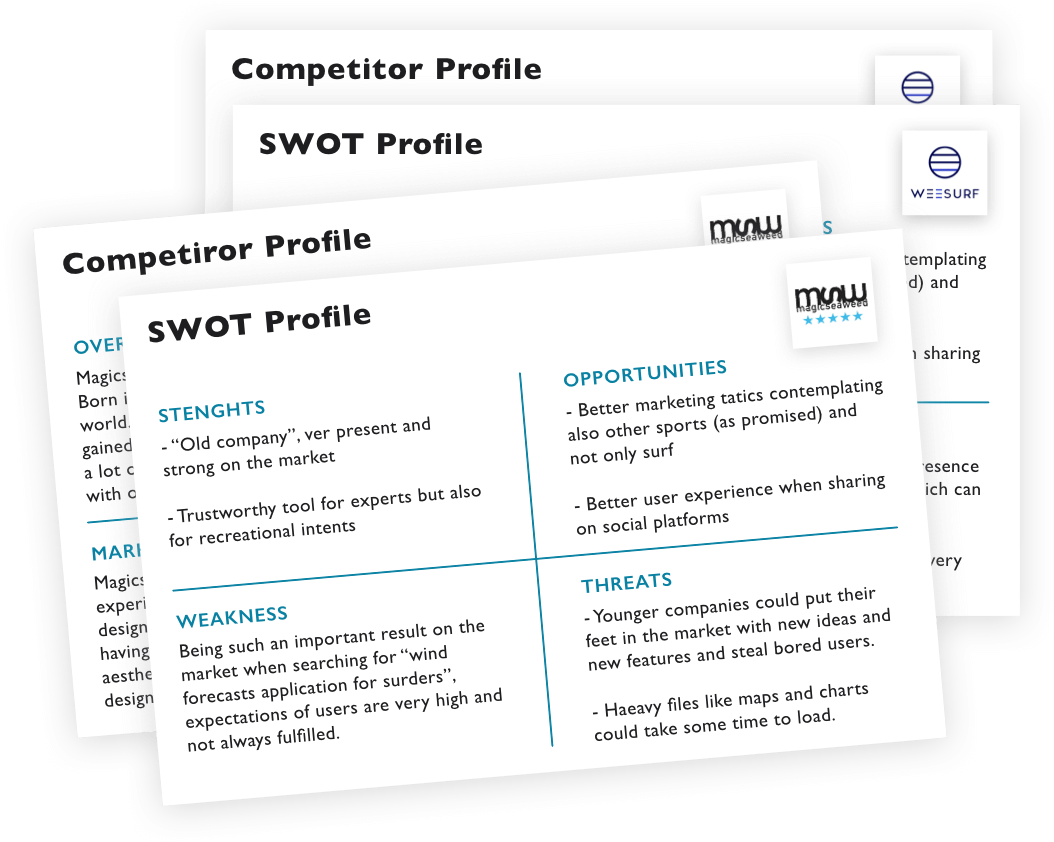 Competitor Profile
SWOT Profile
WEESURF
S
templating
d) and
sharing
resence
ich can
very
Competiror Profile
msw
magicseaweed
OVER
Magics
Born i
world.
gained
a lot
with
MAR
Magics
experi
design
having
aesthe
design
SWOT Profile
msw
magicseaweed
★★★★★
STENGHTS
- “Old company”, ver present and
strong on the market
- Trustworthy tool for experts but also
for recreational intents
OPPORTUNITIES
- Better marketing tatics contemplating
also other sports (as promised) and
not only surf
- Better user experience when sharing
on social platforms
WEAKNESS
Being such an important result on the
market when searching for “wind
forecasts application for surders”,
expectations of users are very high and
not always fulfilled.
THREATS
- Younger companies could put their
feet in the market with new ideas and
new features and steal bored users.
- Haeavy files like maps and charts
could take some time to load.